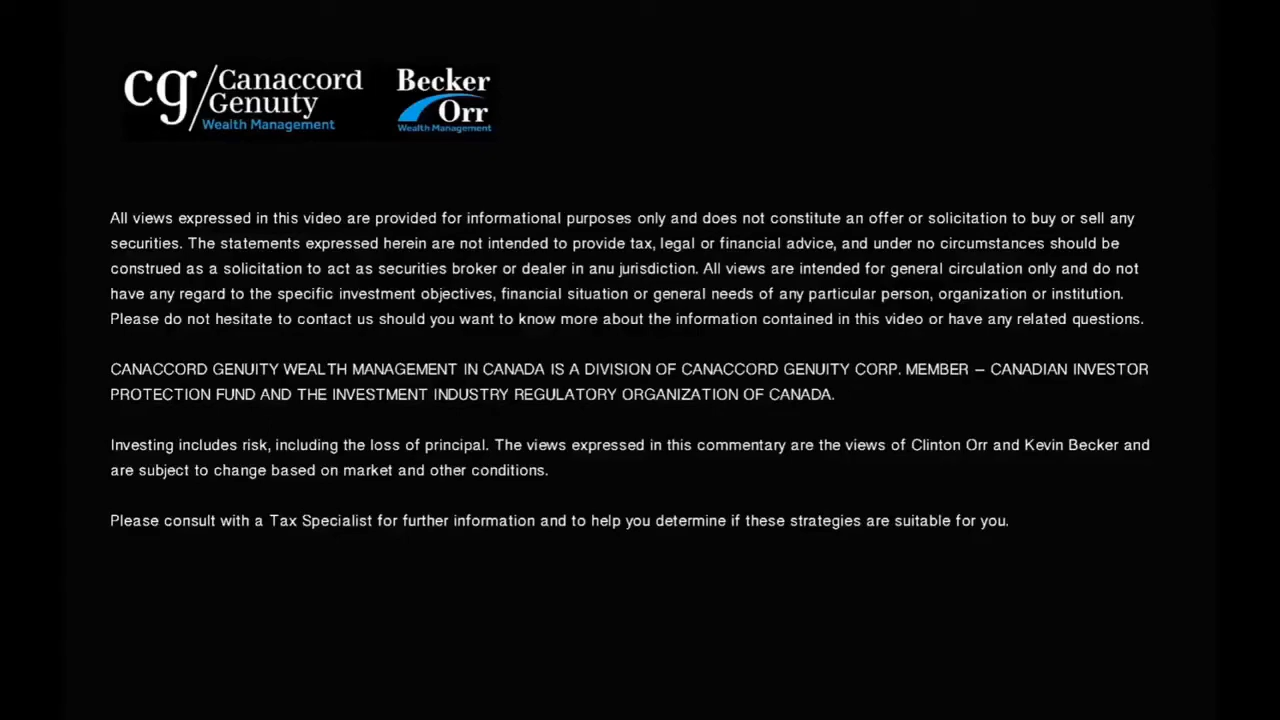 cg/Canaccord
Genuity
Wealth Management
Becker
Orr
Wealth Management
All views expressed in this video are provided for informational purposes only and does not constitute an offer or solicitation to buy or sell any
securities. The statements expressed herein are not intended to provide tax, legal or financial advice, and under no circumstances should be
construed as a solicitation to act as securities broker or dealer in anu jurisdiction. All views are intended for general circulation only and do not
have any regard to the specific investment objectives, financial situation or general needs of any particular person, organization or institution.
Please do not hesitate to contact us should you want to know more about the information contained in this video or have any related questions.
CANACCORD GENUITY WEALTH MANAGEMENT IN CANADA IS A DIVISION OF CANACCORD GENUITY CORP. MEMBER – CANADIAN INVESTOR
PROTECTION FUND AND THE INVESTMENT INDUSTRY REGULATORY ORGANIZATION OF CANADA.
Investing includes risk, including the loss of principal. The views expressed in this commentary are the views of Clinton Orr and Kevin Becker and
are subject to change based on market and other conditions.
Please consult with a Tax Specialist for further information and to help you determine if these strategies are suitable for you.